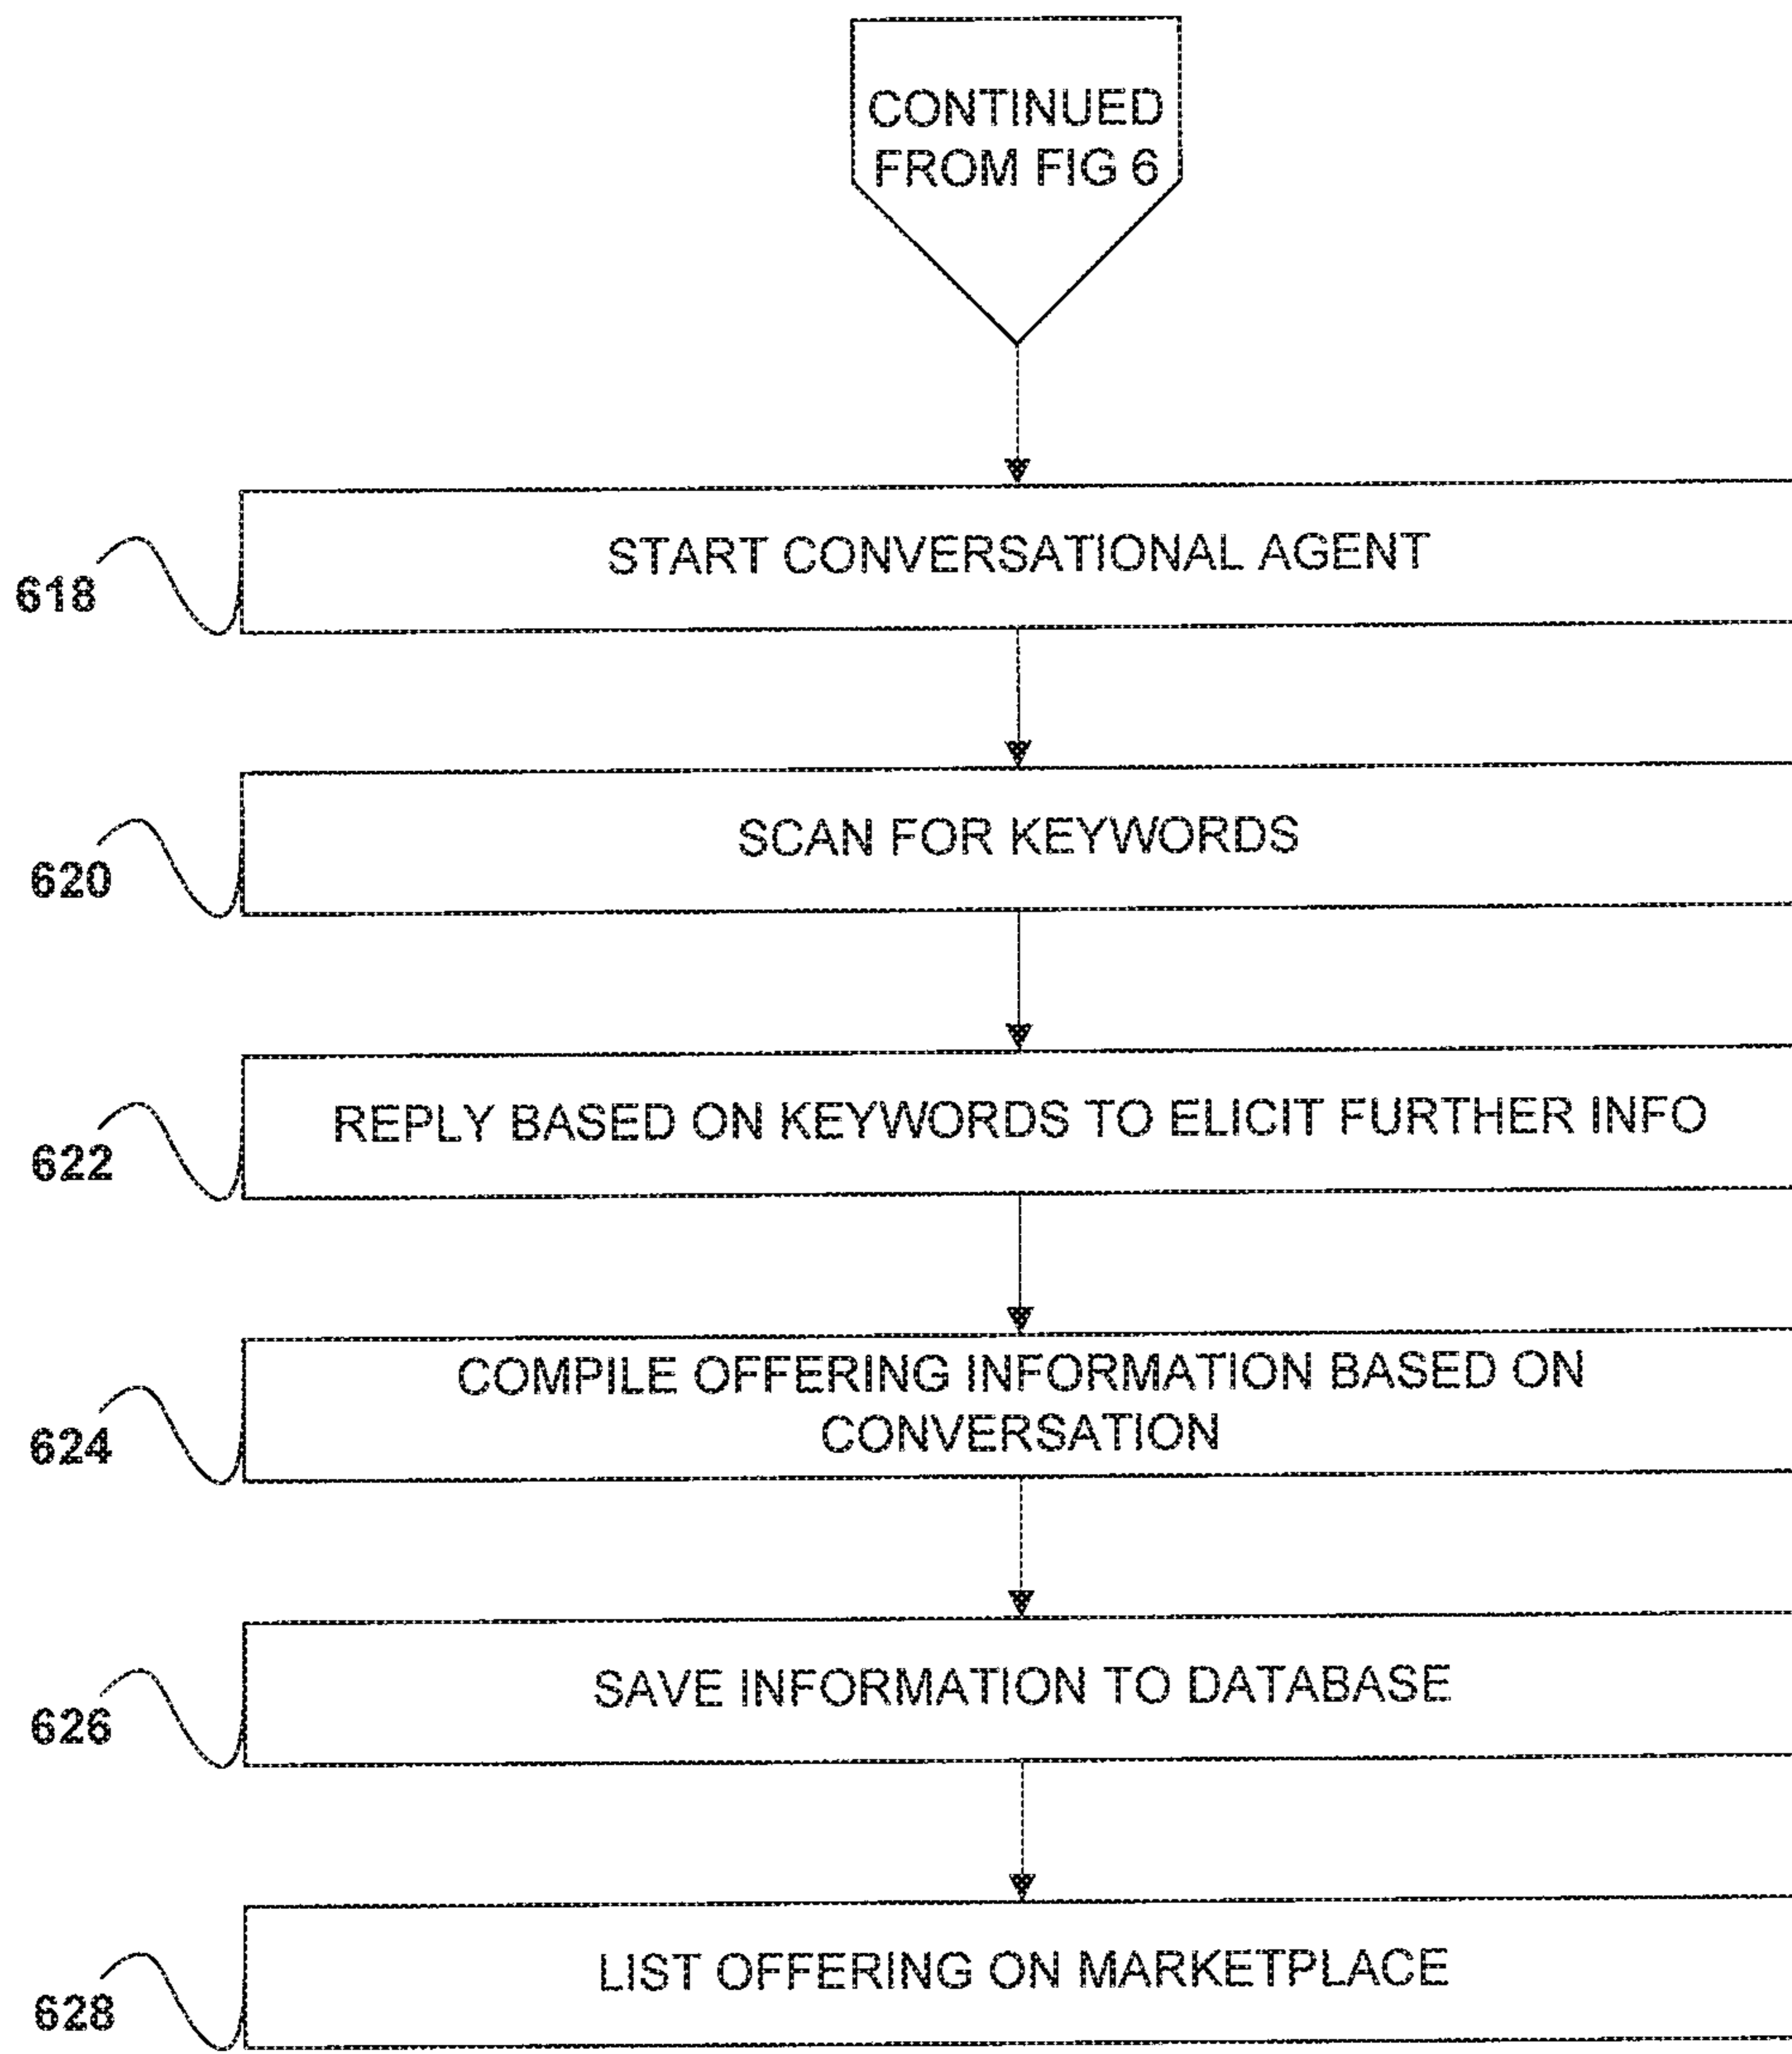 CONTINUED
FROM FIG 6
START CONVERSATIONAL AGENT
618
SCAN FOR KEYWORDS
620
REPLY BASED ON KEYWORDS TO ELICIT FURTHER INFO
622
COMPILE OFFERING INFORMATION BASED ON
CONVERSATION
624
SAVE INFORMATION TO DATABASE
626
LIST OFFERING ON MARKETPLACE
628